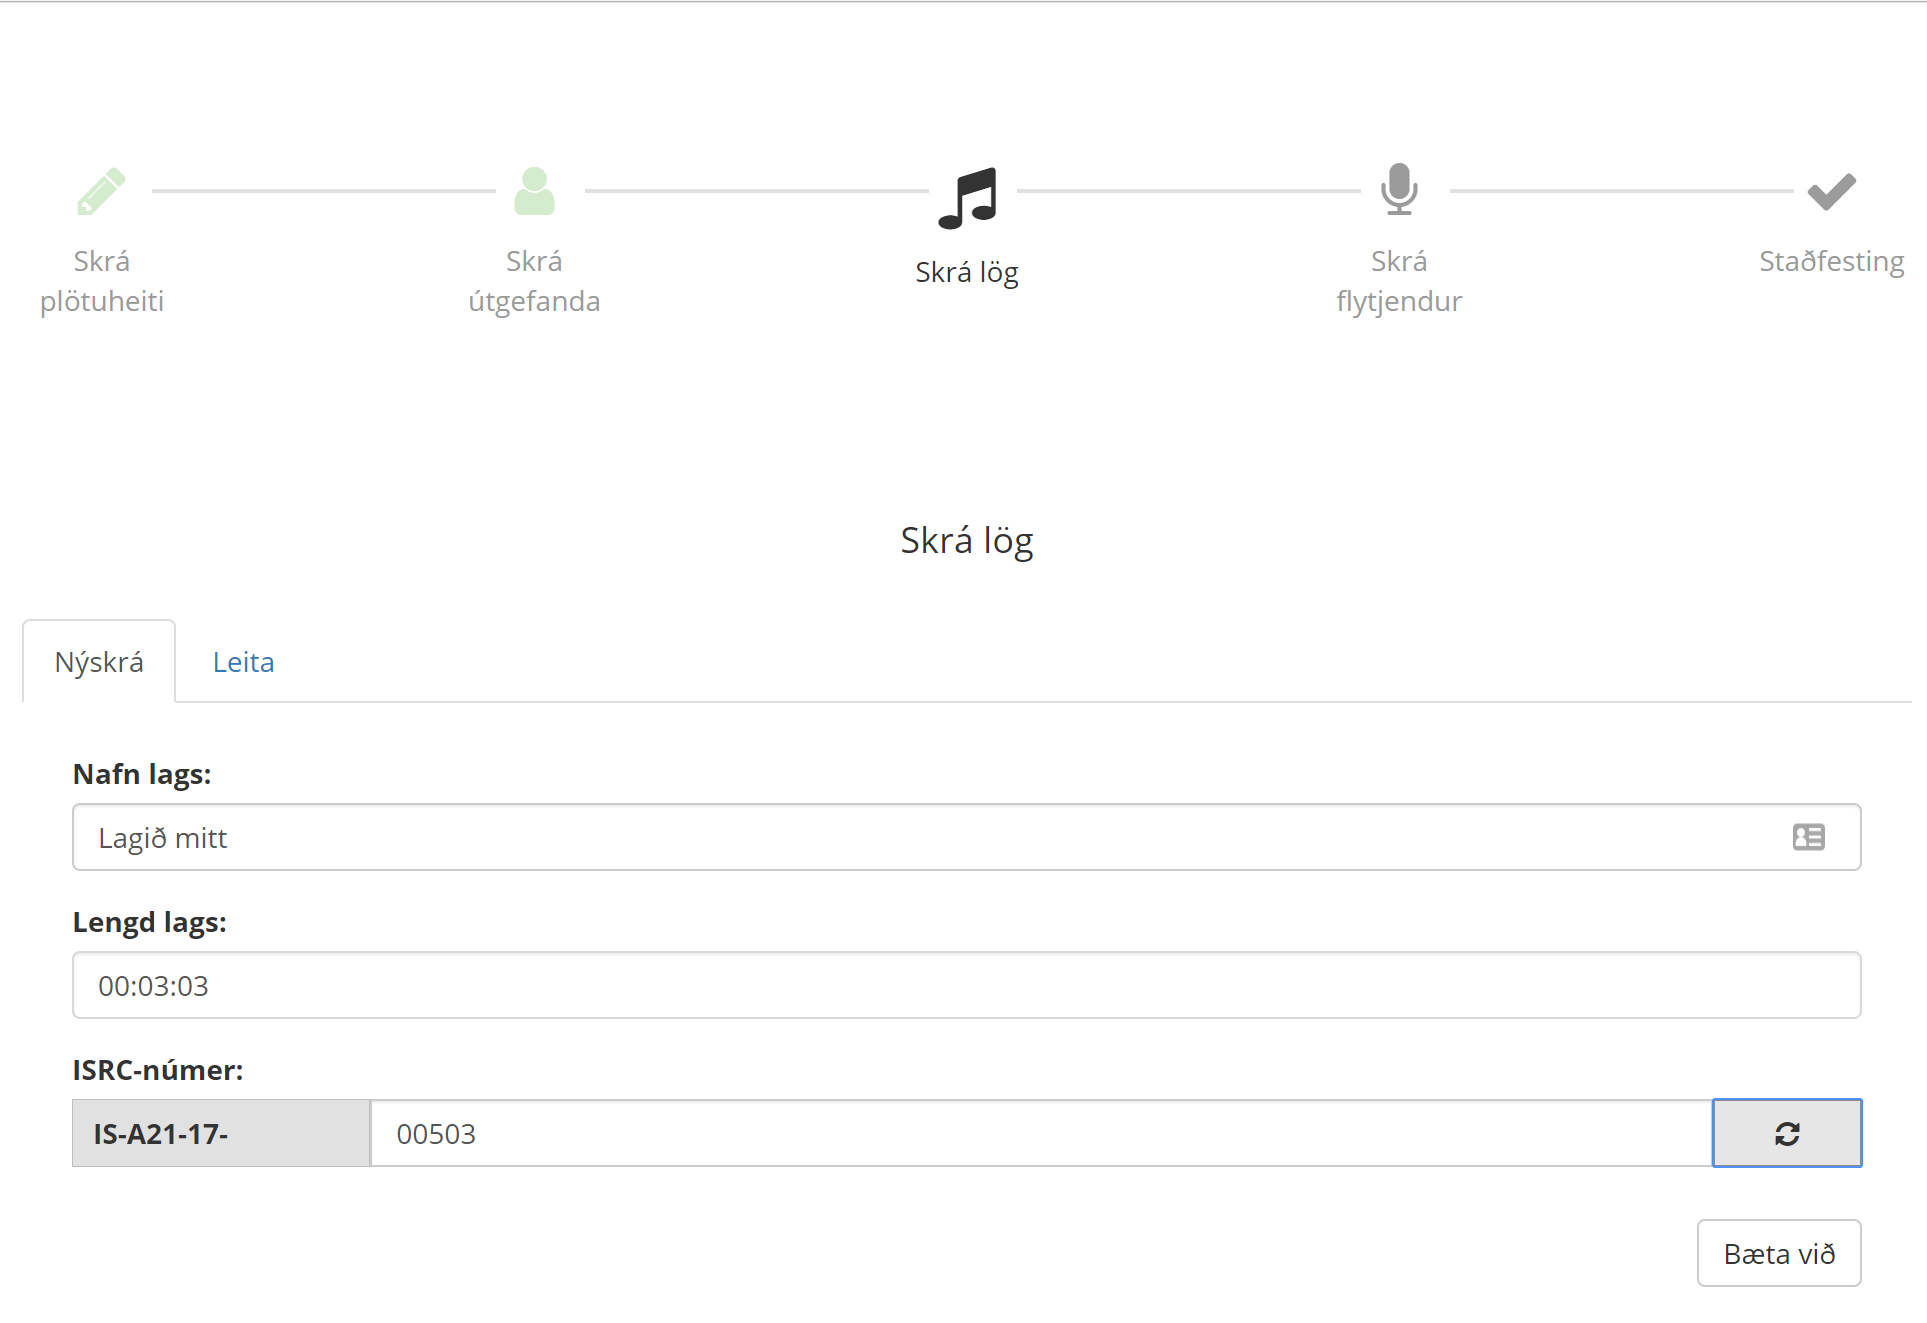 Skrá
plötuheiti
Skrá
útgefanda
Skrá lög
Skrá
flytjendur
Staðfesting
Skrá lög
Nýskrá
Leita
Nafn lags:
Lagið mitt
Lengd lags:
00:03:03
ISRC-númer:
IS-A21-17- 00503
Bæta við